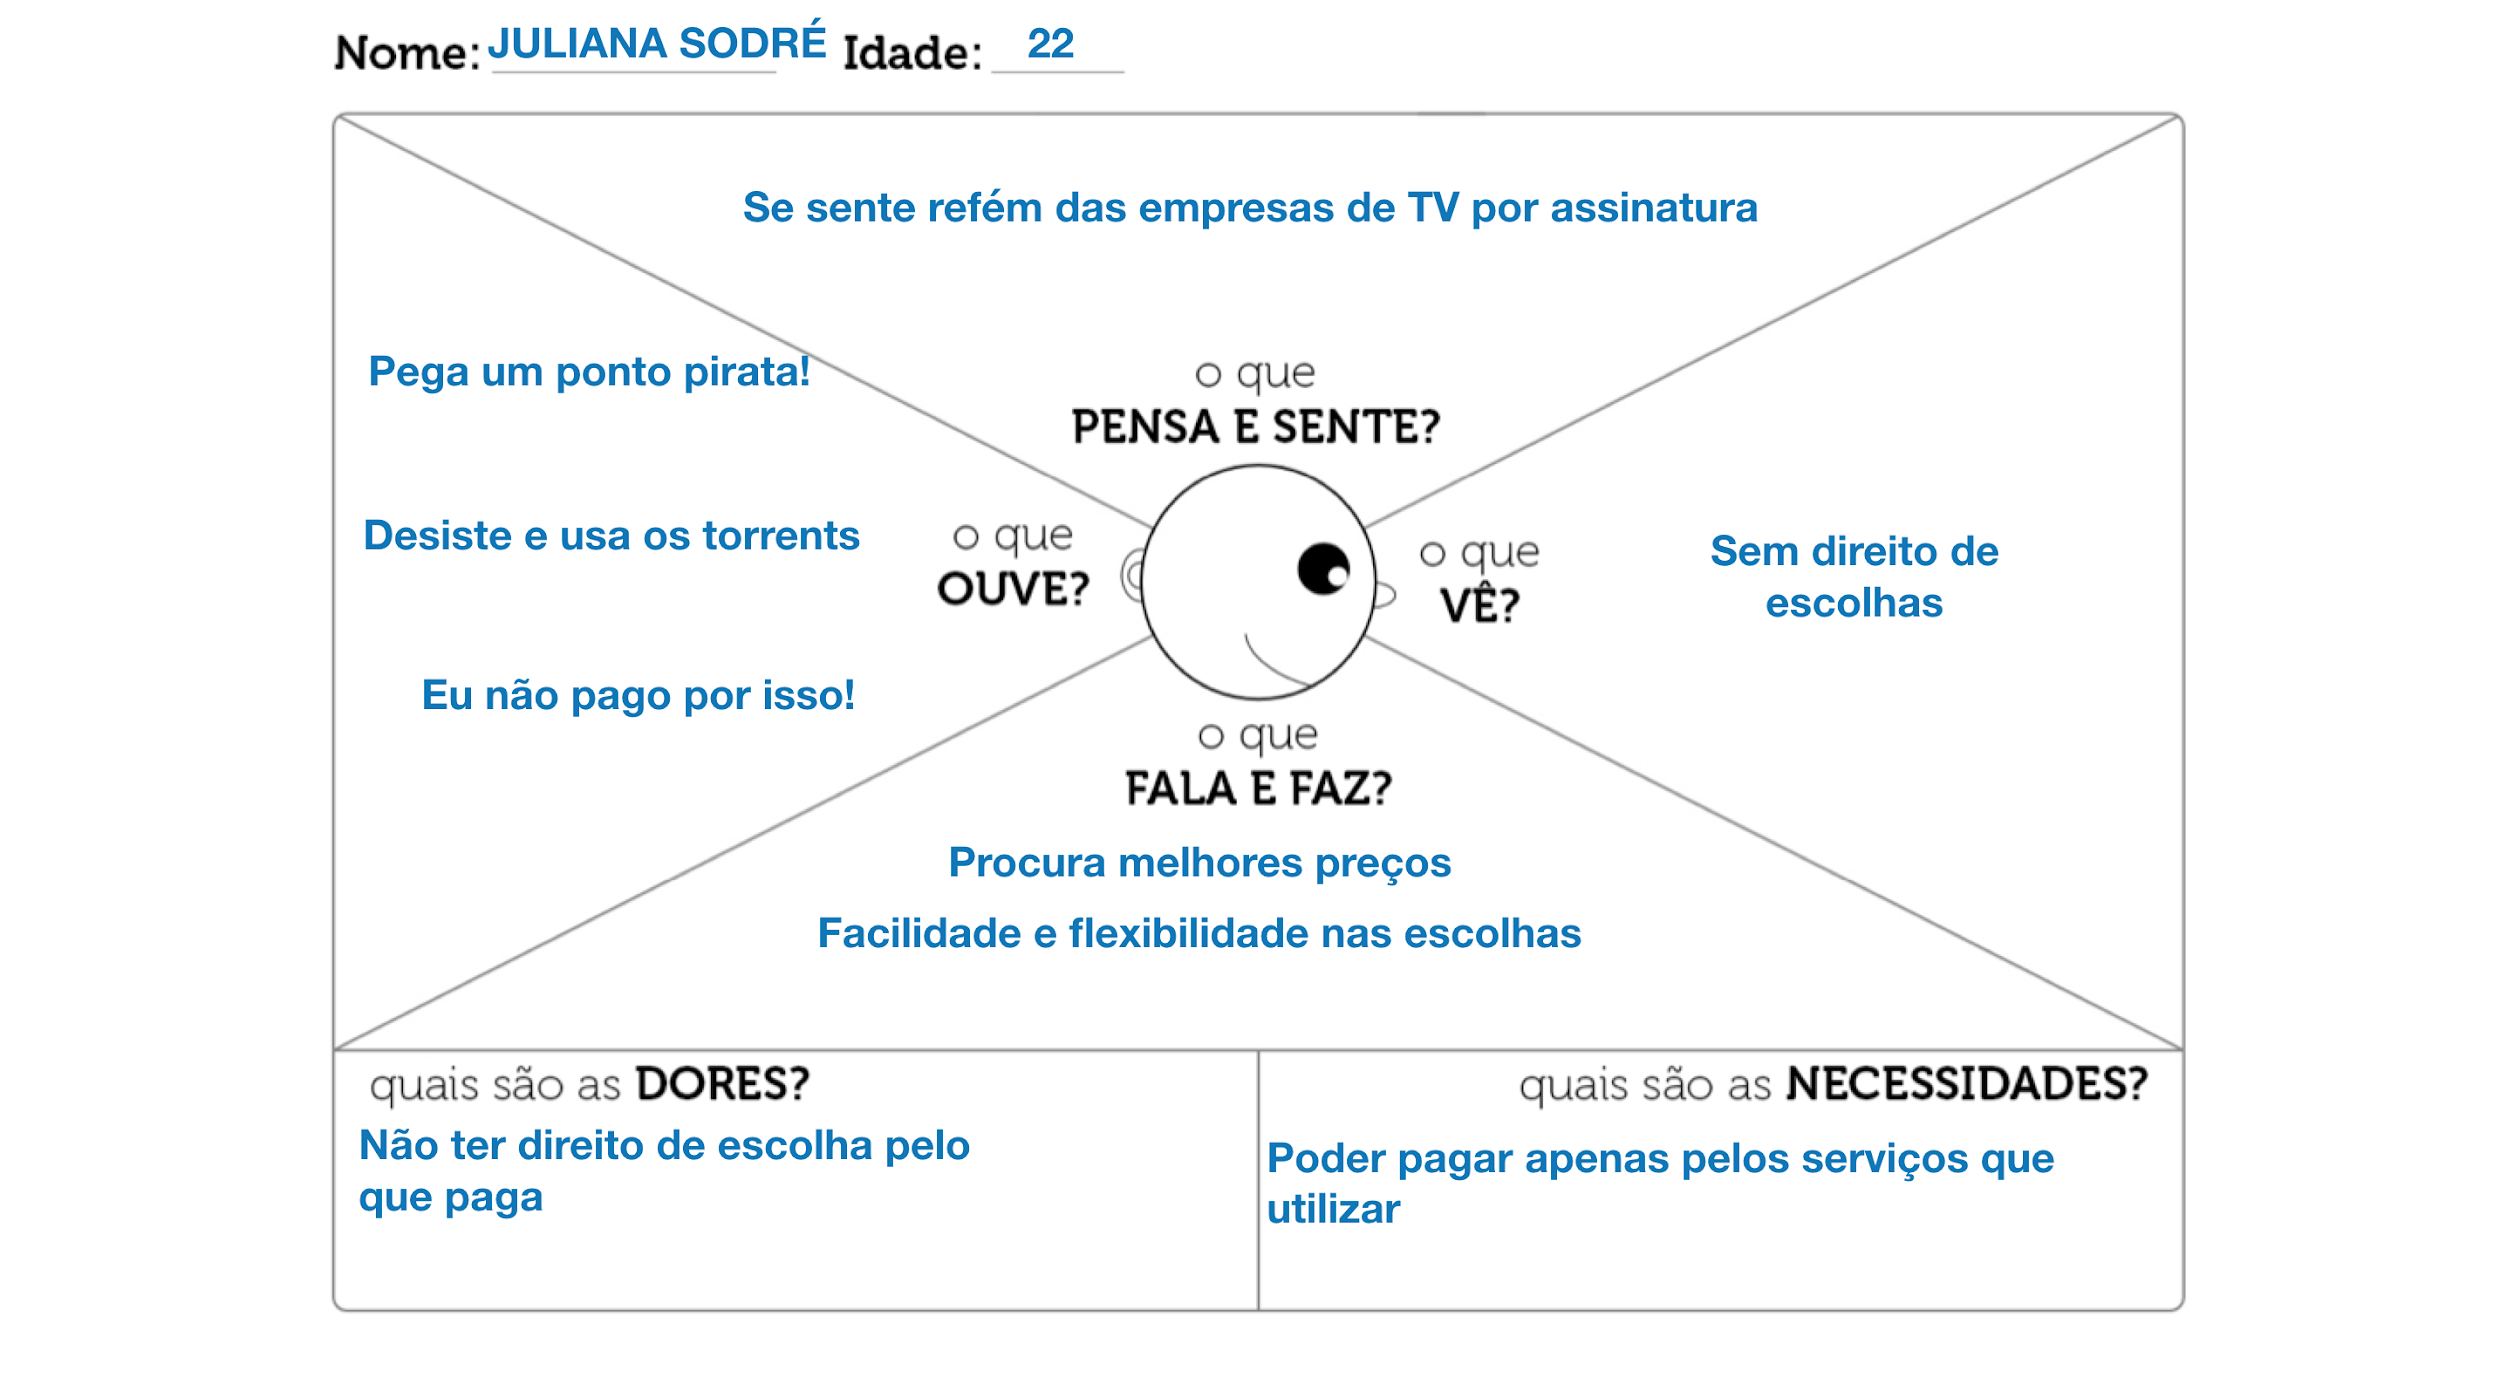 Nome: JULIANA SODRÉ Idade: 22
Se sente refém das empresas de TV por assinatura
o que
PENSA E SENTE?
Pega um ponto pirata!
Desiste e usa os torrents
Eu não pago por isso!
o que
OUVE?
o que
VÊ?
Sem direito de
escolhas
o que
FALA E FAZ?
Procura melhores preços
Facilidade e flexibilidade nas escolhas
quais são as DORES?
Não ter direito de escolha pelo
que paga
quais são as NECESSIDADES?
Poder pagar apenas pelos serviços que
utilizar